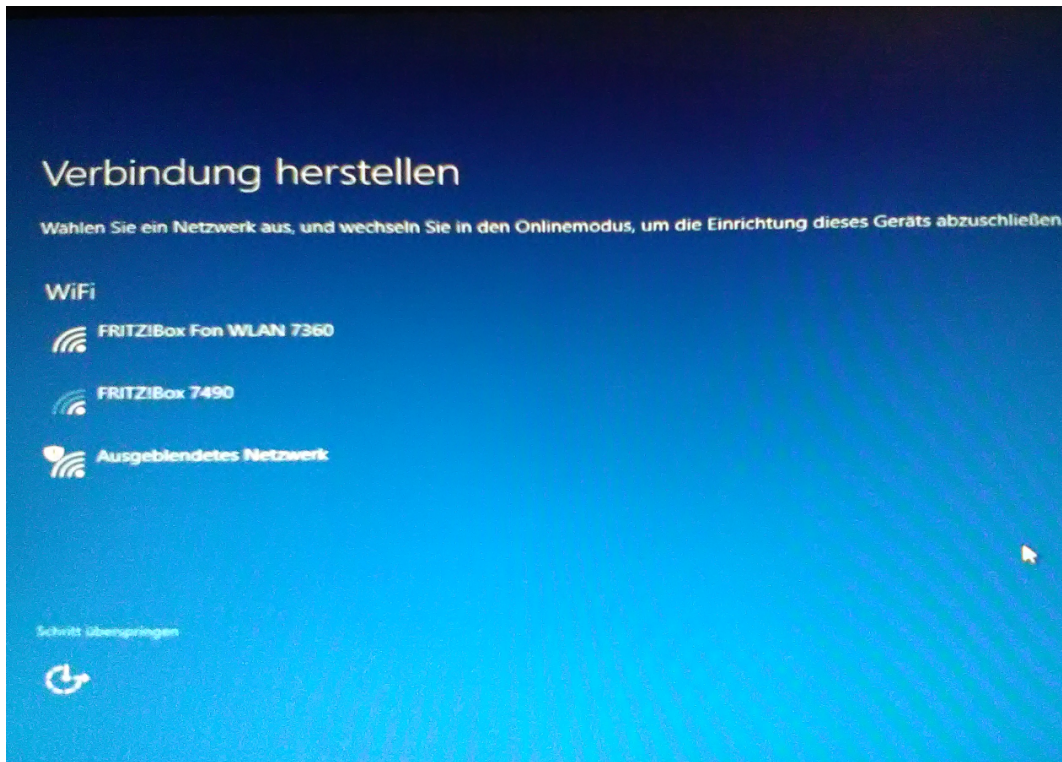 Verbindung herstellen
Wählen Sie ein Netzwerk aus, und wechseln Sie in den Onlinemodus, um die Einrichtung dieses Geräts abzuschließen
WiFi
FRITZ!Box Fon WLAN 7360
FRITZ!Box 7490
Ausgeblendetes Netzwerk
Schritt überspringen